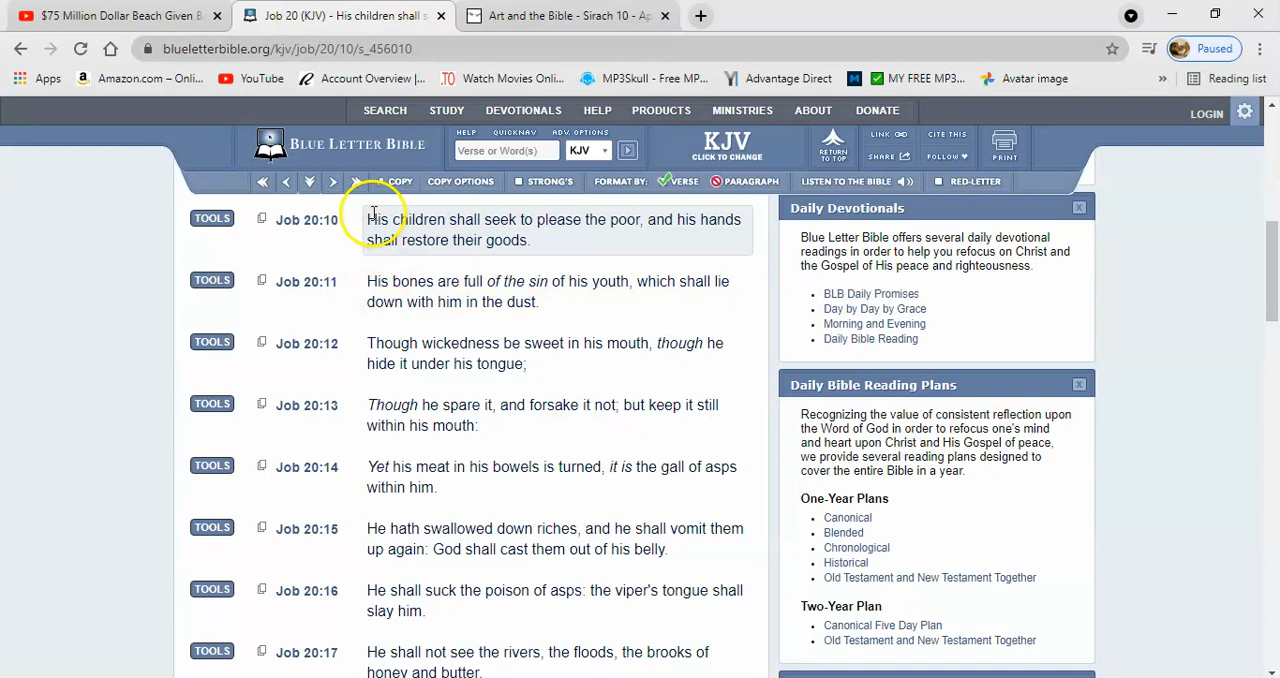 $75 Million Dollar Beach Given B
Job 20 (KJV) - His children shall s
Art and the Bible - Sirach 10 - Ap
blueletterbible.org/kjv/job/20/10/s_456010
Paused
Apps
Amazon.com – Onli...
YouTube
Account Overview |...
TO Watch Movies Onl...
MP3Skull - Free MP...
Advantage Direct
M
MY FREE MP3...
Avatar image
»
Reading list
SEARCH STUDY DEVOTIONALS HELP PRODUCTS MINISTRIES ABOUT DONATE
LOGIN
BLUE LETTER BIBLE
HELP QUICKNAV ADV. OPTIONS
Verse or Word(s)
KJV
KJV
CLICK TO CHANGE
RETURN
TO TOP
LINK
SHARE
CITE THIS
FOLLOW
PRINT
COPY COPY OPTIONS STRONG'S FORMAT BY: VERSE PARAGRAPH LISTEN TO THE BIBLE RED-LETTER
TOOLS Job 20:10 His children shall seek to please the poor, and his hands
shall restore their goods.
TOOLS Job 20:11 His bones are full of the sin of his youth, which shall lie
down with him in the dust.
TOOLS Job 20:12 Though wickedness be sweet in his mouth, though he
hide it under his tongue;
TOOLS Job 20:13 Though he spare it, and forsake it not; but keep it still
within his mouth:
TOOLS Job 20:14 Yet his meat in his bowels is turned, it is the gall of asps
within him.
TOOLS Job 20:15 He hath swallowed down riches, and he shall vomit them
up again: God shall cast them out of his belly.
TOOLS Job 20:16 He shall suck the poison of asps: the viper's tongue shall
slay him.
TOOLS Job 20:17 He shall not see the rivers, the floods, the brooks of
honey and butter.
Daily Devotionals
Blue Letter Bible offers several daily devotional
readings in order to help you refocus on Christ and
the Gospel of His peace and righteousness.
BLB Daily Promises
Day by Day by Grace
Morning and Evening
Daily Bible Reading
Daily Bible Reading Plans
Recognizing the value of consistent reflection upon
the Word of God in order to refocus one's mind
and heart upon Christ and His Gospel of peace,
we provide several reading plans designed to
cover the entire Bible in a year.
One-Year Plans
Canonical
Blended
Chronological
Historical
Old Testament and New Testament Together
Two-Year Plan
Canonical Five Day Plan
Old Testament and New Testament Together